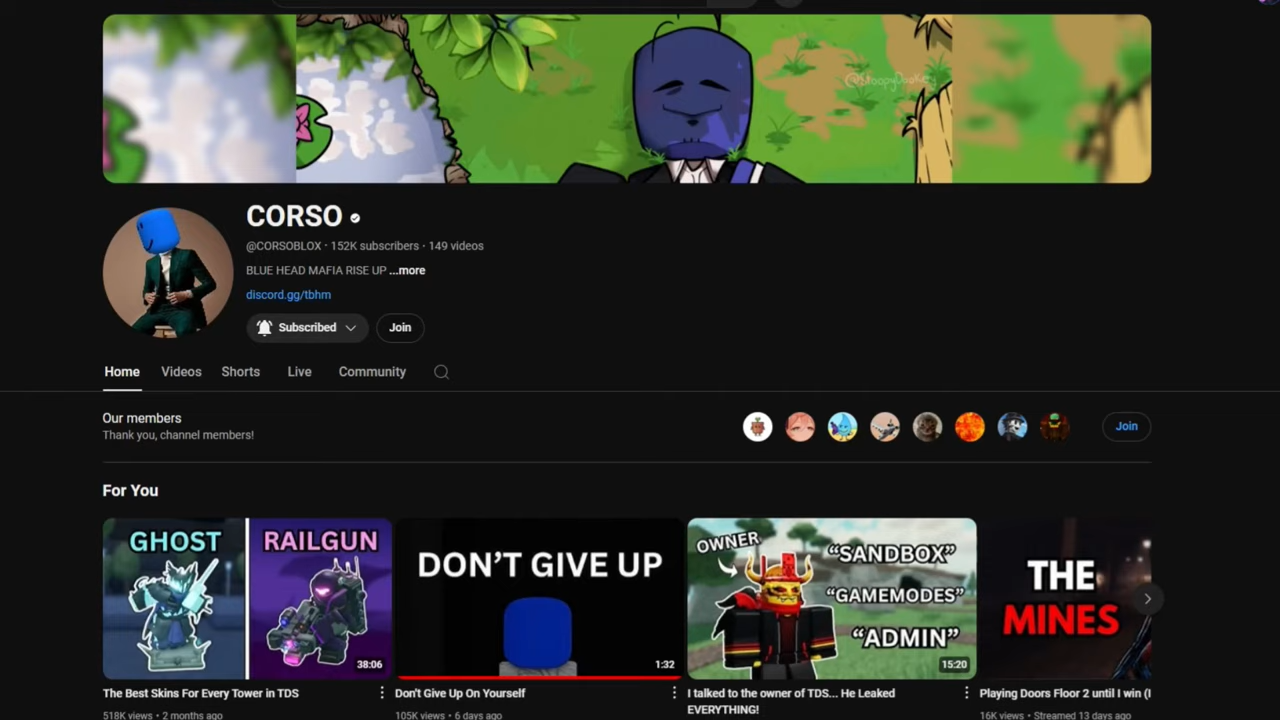 @StoopyDooKey
CORSO
@CORSOBLOX · 152K subscribers · 149 videos
BLUE HEAD MAFIA RISE UP ...more
discord.gg/tbhm
Subscribed
Join
Home Videos Shorts Live Community
Our members
Thank you, channel members!
Join
For You
GHOST RAILGUN
38:06
DON'T GIVE UP
1:32
OWNER
“SANDBOX”
“GAMEMODES”
“ADMIN”
15:20
THE
MINES
The Best Skins For Every Tower in TDS
518K views • 2 months ago
Don't Give Up On Yourself
105K views • 6 days ago
I talked to the owner of TDS... He Leaked
EVERYTHING!
Playing Doors Floor 2 until I win (I
16K views • Streamed 13 days ago